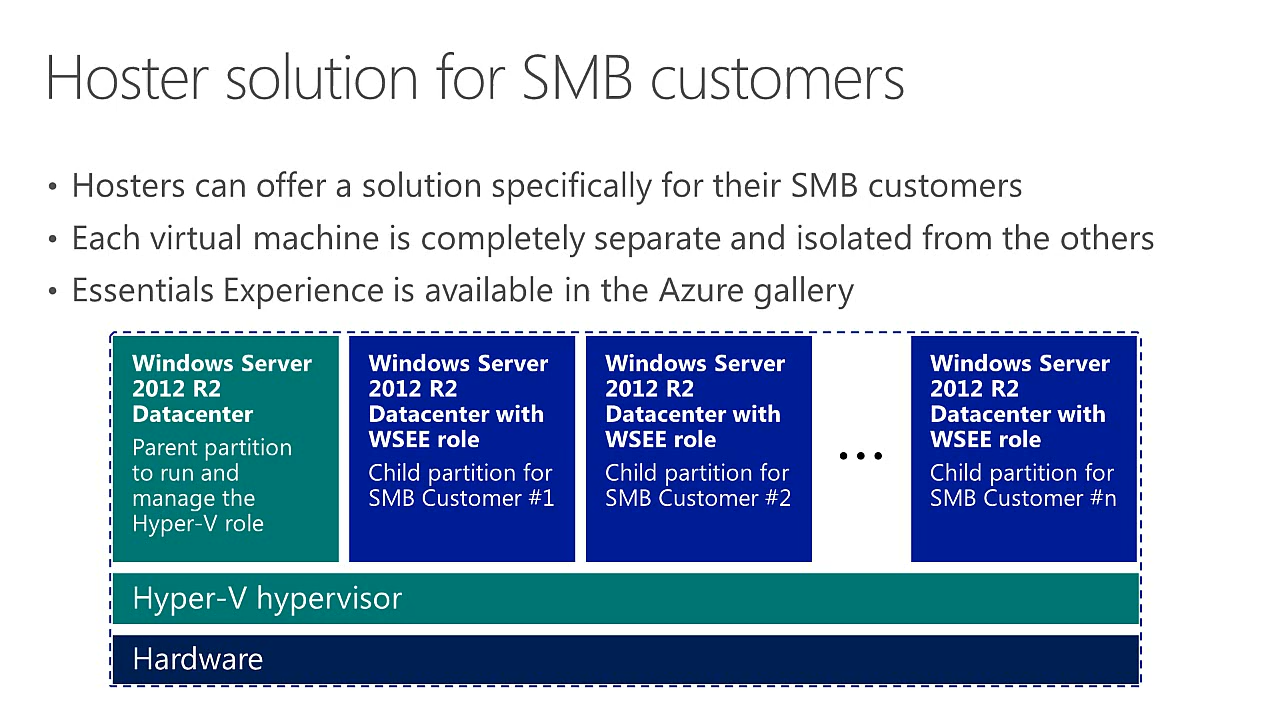 Hoster solution for SMB customers
• Hosters can offer a solution specifically for their SMB customers
• Each virtual machine is completely separate and isolated from the others
• Essentials Experience is available in the Azure gallery
Windows Server
2012 R2
Datacenter
Parent partition
to run and
manage the
Hyper-V role
Windows Server
2012 R2
Datacenter with
WSEE role
Child partition for
SMB Customer #1
Windows Server
2012 R2
Datacenter with
WSEE role
Child partition for
SMB Customer #2
...
Windows Server
2012 R2
Datacenter with
WSEE role
Child partition for
SMB Customer #n
Hyper-V hypervisor
Hardware